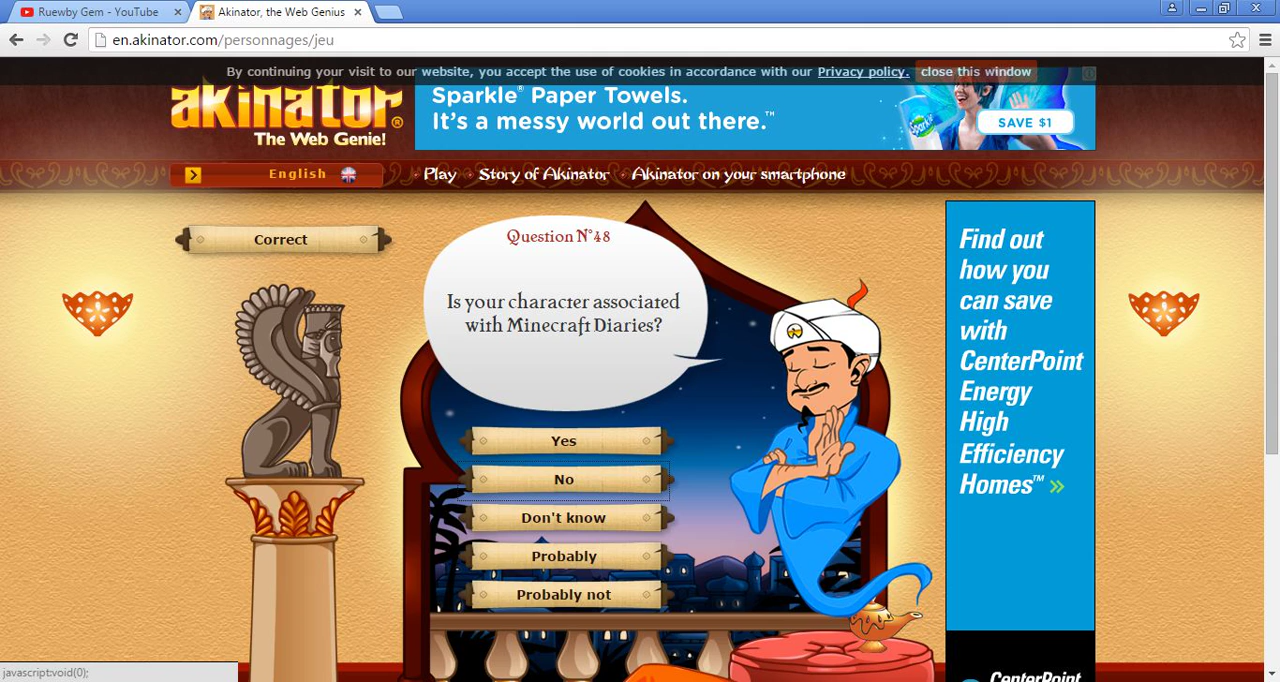 Ruewby Gem - YouTube
Akinator, the Web Genius
en.akinator.com/personnages/jeu
By continuing your visit to our website, you accept the use of cookies in accordance with our Privacy policy. close this window
akinator®
The Web Genie!
Sparkle® Paper Towels.
It's a messy world out there.™
Sparkle
SAVE $1
English
Play · Story of Akinator · Akinator on your smartphone
Correct
Question N°48
Is your character associated
with Minecraft Diaries?
Yes
No
Don't know
Probably
Probably not
Find out
how you
can save
with
CenterPoint
Energy
High
Efficiency
Homes™ »
CenterPoint
javascript:void(0);